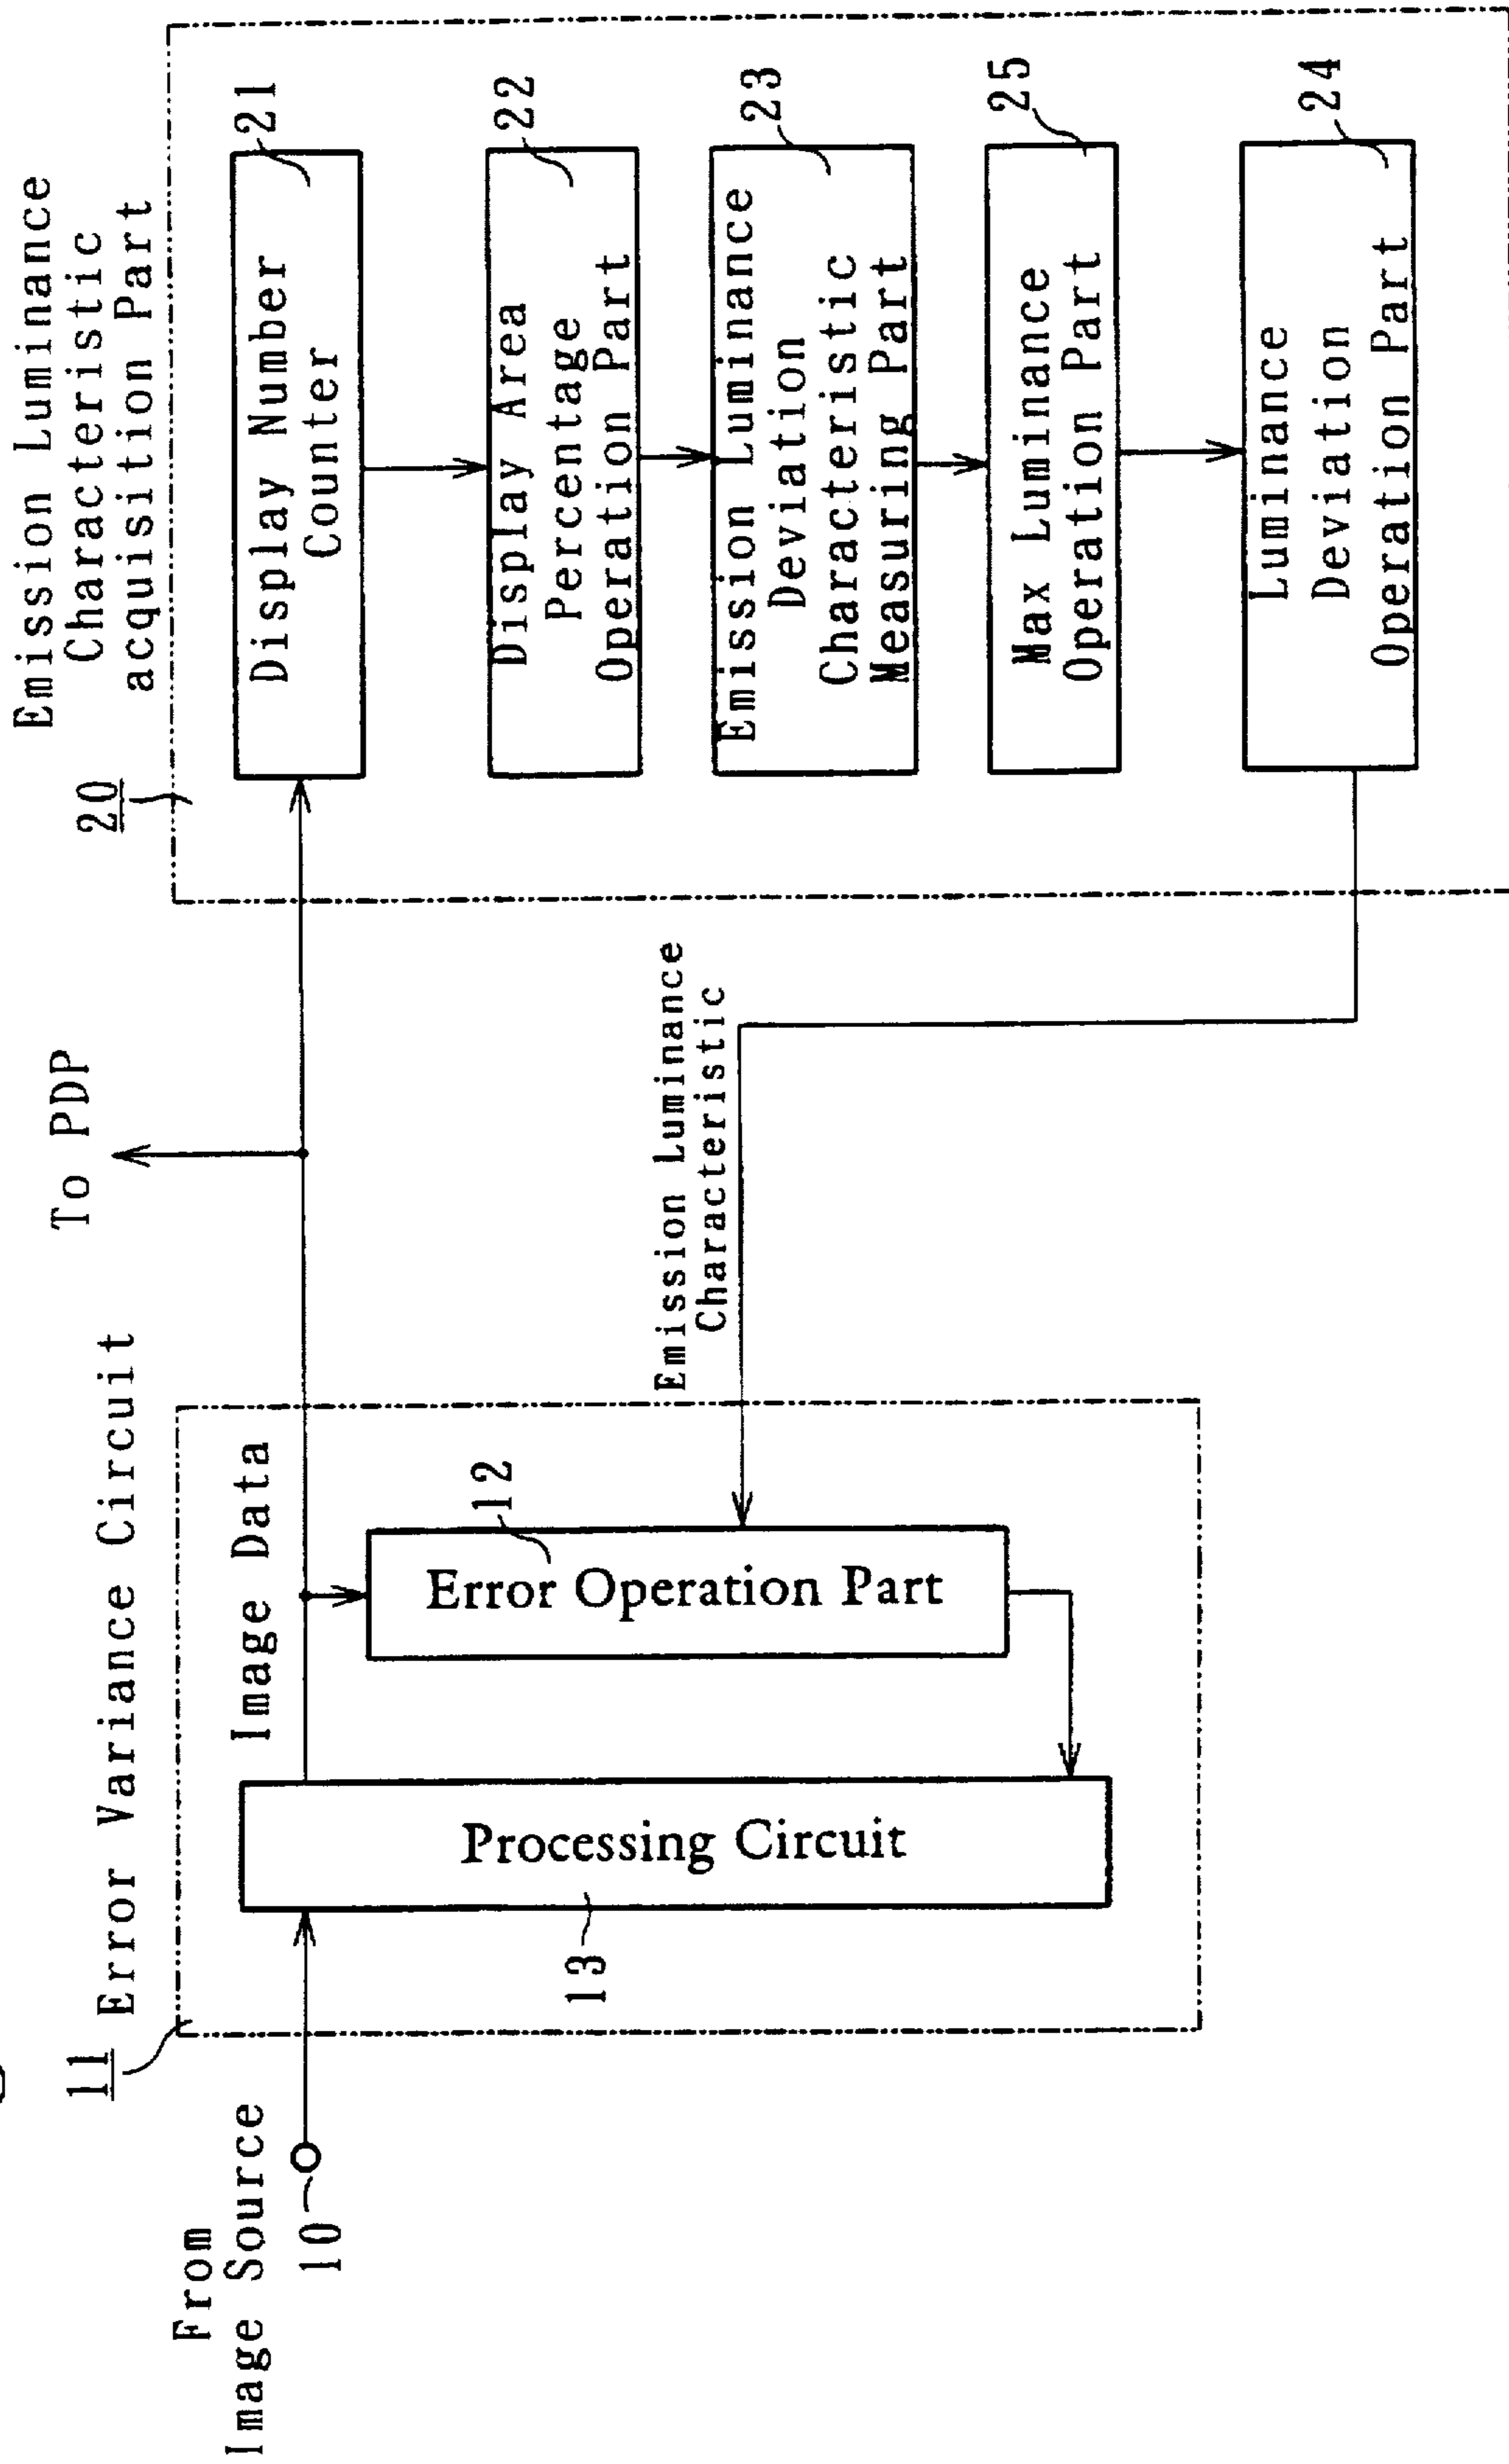 From
Image Source
10
11
Error Variance Circuit
13
Processing Circuit
Image Data
12
Error Operation Part
To PDP
Emission Luminance
Characteristic
20
Emission Luminance
Characteristic
acquisition Part
21
Display Number
Counter
22
Display Area
Percentage
Operation Part
23
Emission Luminance
Deviation
Characteristic
Measuring Part
25
Max Luminance
Operation Part
24
Luminance
Deviation
Operation Part